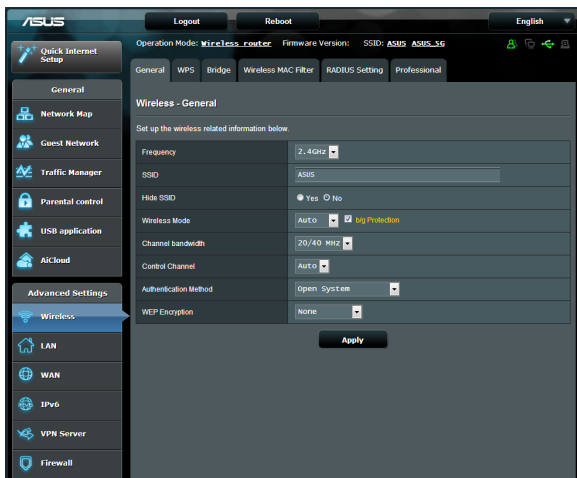 ASUS
Logout
Reboot
English
Quick Internet
Setup
Operation Mode: Wireless router Firmware Version: SSID: ASUS ASUS_5G
General WPS Bridge Wireless MAC Filter RADIUS Setting Professional
General
Network Map
Guest Network
Traffic Manager
Parental control
USB application
AiCloud
Advanced Settings
Wireless
LAN
WAN
IPv6
VPN Server
Firewall
Wireless - General
Set up the wireless related information below.
Frequency 2.4GHz
SSID ASUS
Hide SSID Yes No
Wireless Mode Auto b/g Protection
Channel bandwidth 20/40 MHz
Control Channel Auto
Authentication Method Open System
WEP Encryption None
Apply